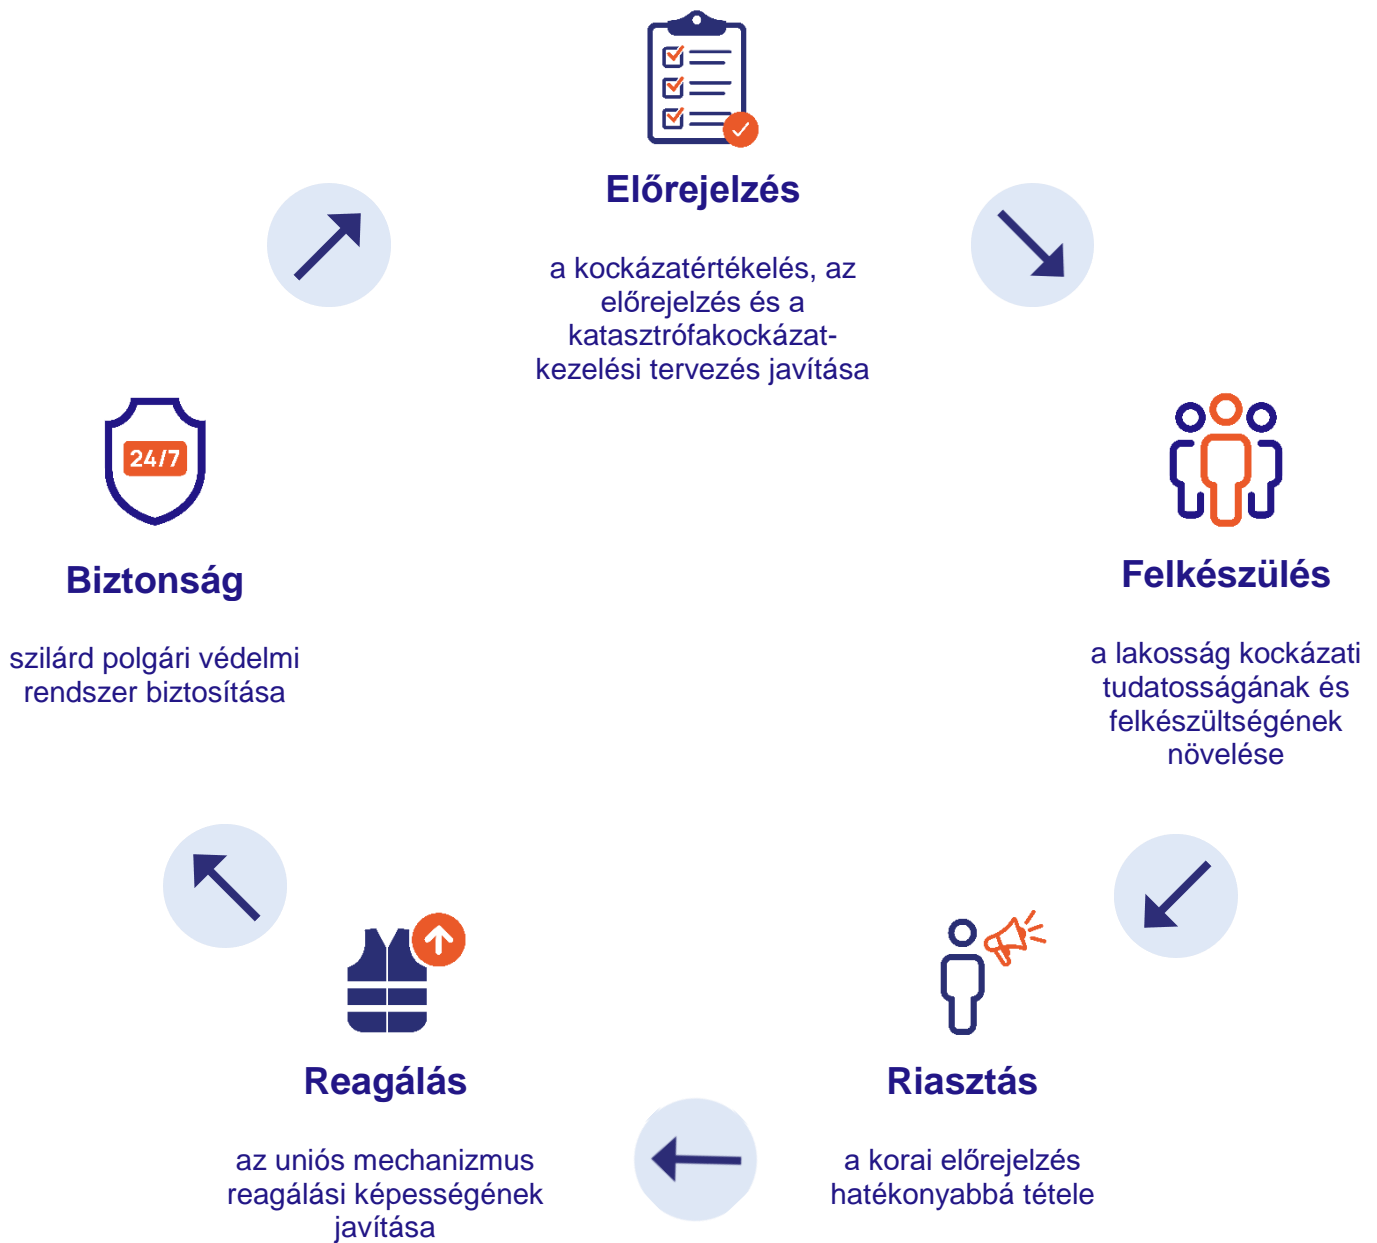 Előrejelzés
a kockázatértékelés, az
előrejelzés és a
katasztrófakockázat-
kezelési tervezés javítása
24/7
Biztonság
szilárd polgári védelmi
rendszer biztosítása
Felkészülés
a lakosság kockázati
tudatosságának és
felkészültségének
növelése
Reagálás
az uniós mechanizmus
reagálási képességének
javítása
Riasztás
a korai előrejelzés
hatékonyabbá tétele